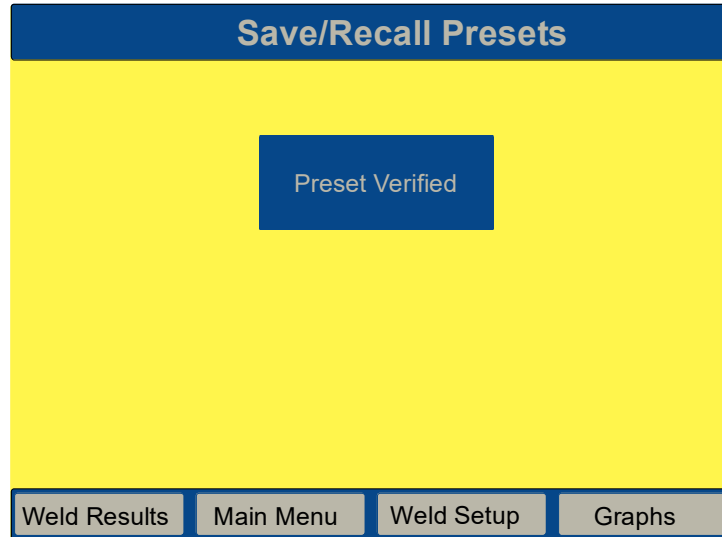 Save/Recall Presets
Preset Verified
Weld Results
Main Menu
Weld Setup
Graphs